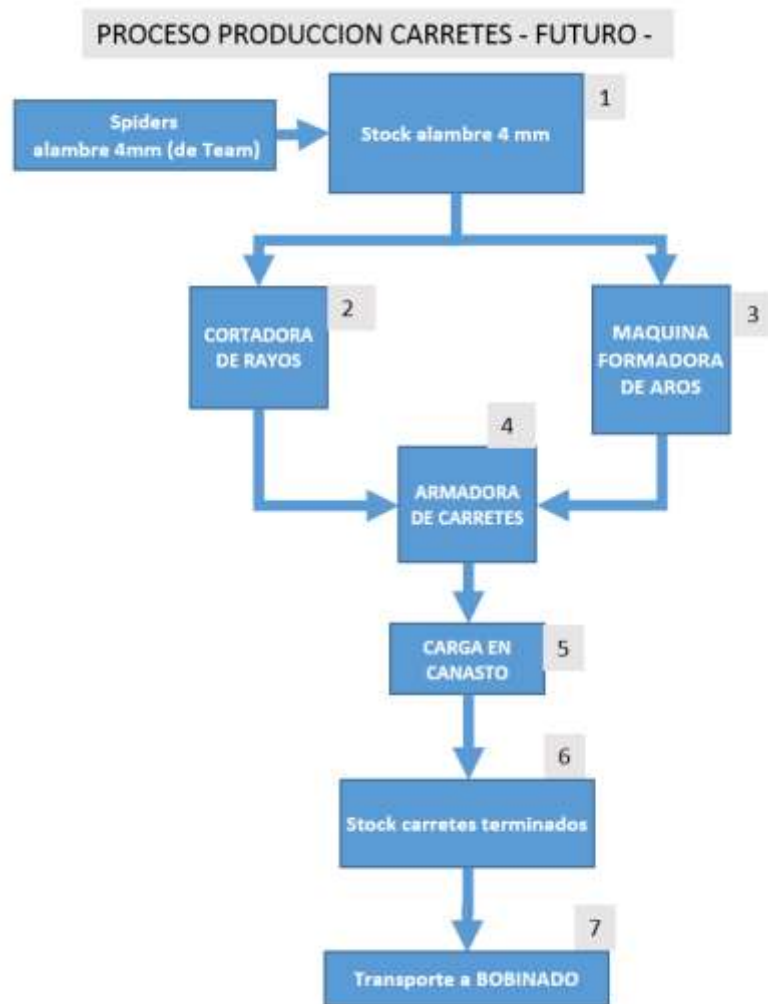 PROCESO PRODUCCION CARRETES - FUTURO -
1
Spiders
alambre 4mm (de Team)
Stock alambre 4 mm
2
CORTADORA
DE RAYOS
3
MAQUINA
FORMADORA
DE AROS
4
ARMADORA
DE CARRETES
CARGA EN
CANASTO
5
6
Stock carretes terminados
7
Transporte a BOBINADO